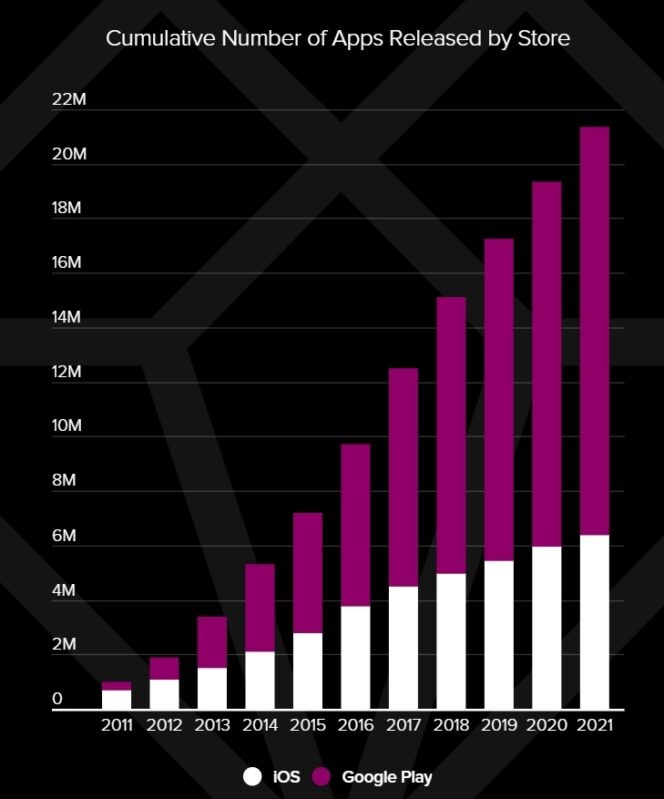 Cumulative Number of Apps Released by Store
22M
20M
18M
16M
14M
12M
10M
8M
6M
4M
2M
0
2011 2012 2013 2014 2015 2016 2017 2018 2019 2020 2021
iOS Google Play